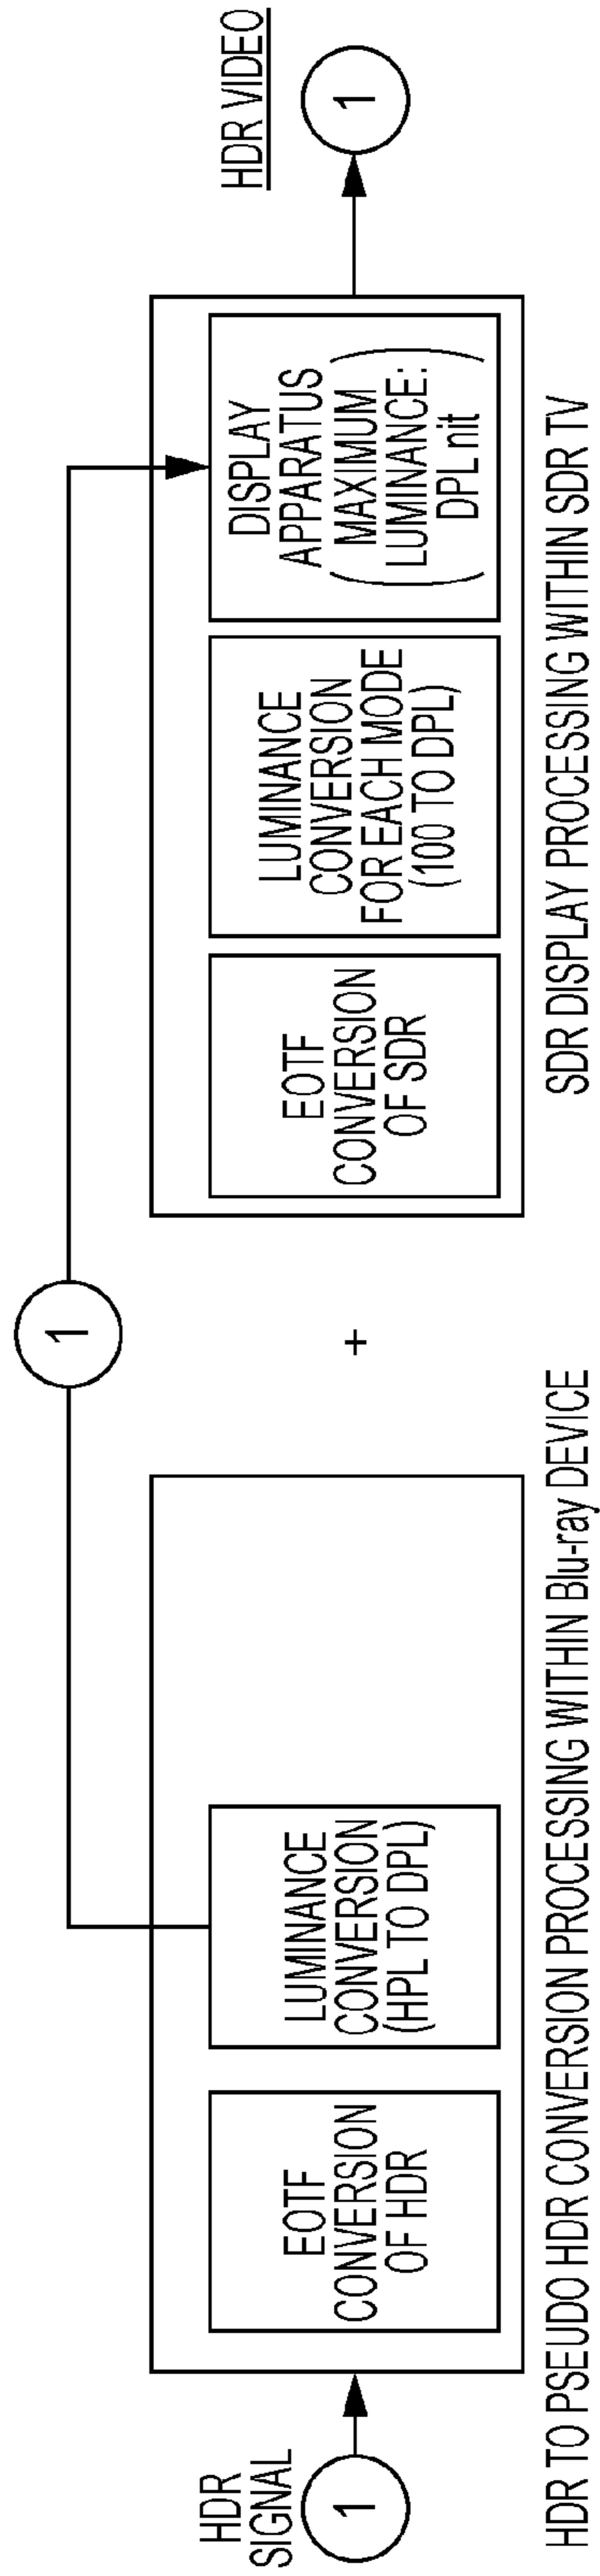 HDR
SIGNAL
1
EOTF
CONVERSION
OF HDR
LUMINANCE
CONVERSION
(HPL TO DPL)
HDR TO PSEUDO HDR CONVERSION PROCESSING WITHIN Blu-ray DEVICE
1
+
EOTF
CONVERSION
OF SDR
LUMINANCE
CONVERSION
FOR EACH MODE
(100 TO DPL)
DISPLAY
APPARATUS
(MAXIMUM
LUMINANCE:
DPL nit)
SDR DISPLAY PROCESSING WITHIN SDR TV
HDR VIDEO
1